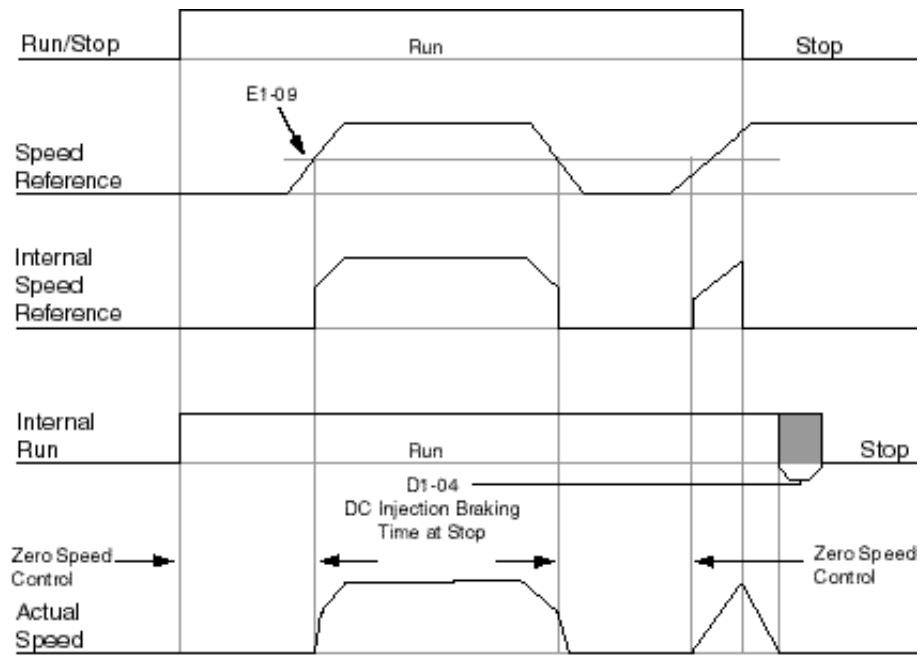 Run/Stop
Run
Stop
E1-09
Speed
Reference
Internal
Speed
Reference
Internal
Run
Run
Stop
D1-04
DC Injection Braking
Time at Stop
Zero Speed
Control
Zero Speed
Control
Actual
Speed